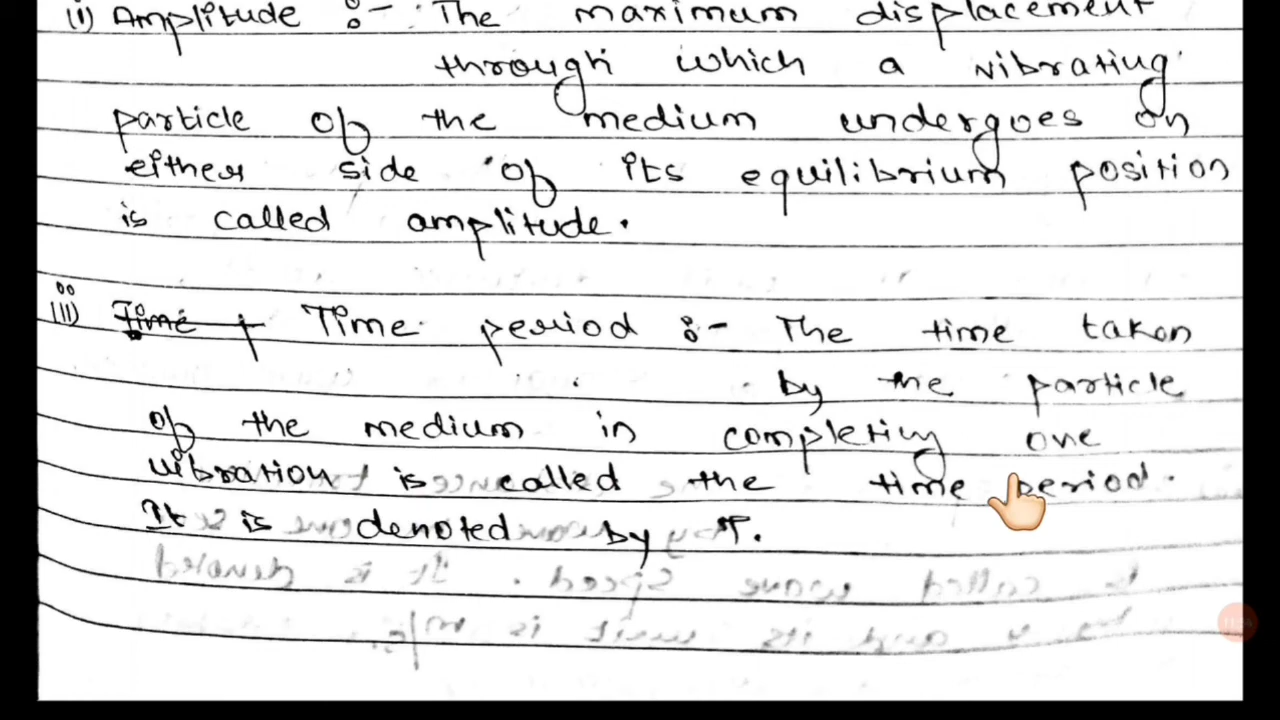 i) Amplitude :- The maximum displacement
through which a vibrating
particle of the medium undergoes on
either side of its equilibrium position
is called amplitude.
ii) Time p Time period :- The time taken
by the particle
of the medium in completing one
vibration is called the time period.
It is denoted by T.